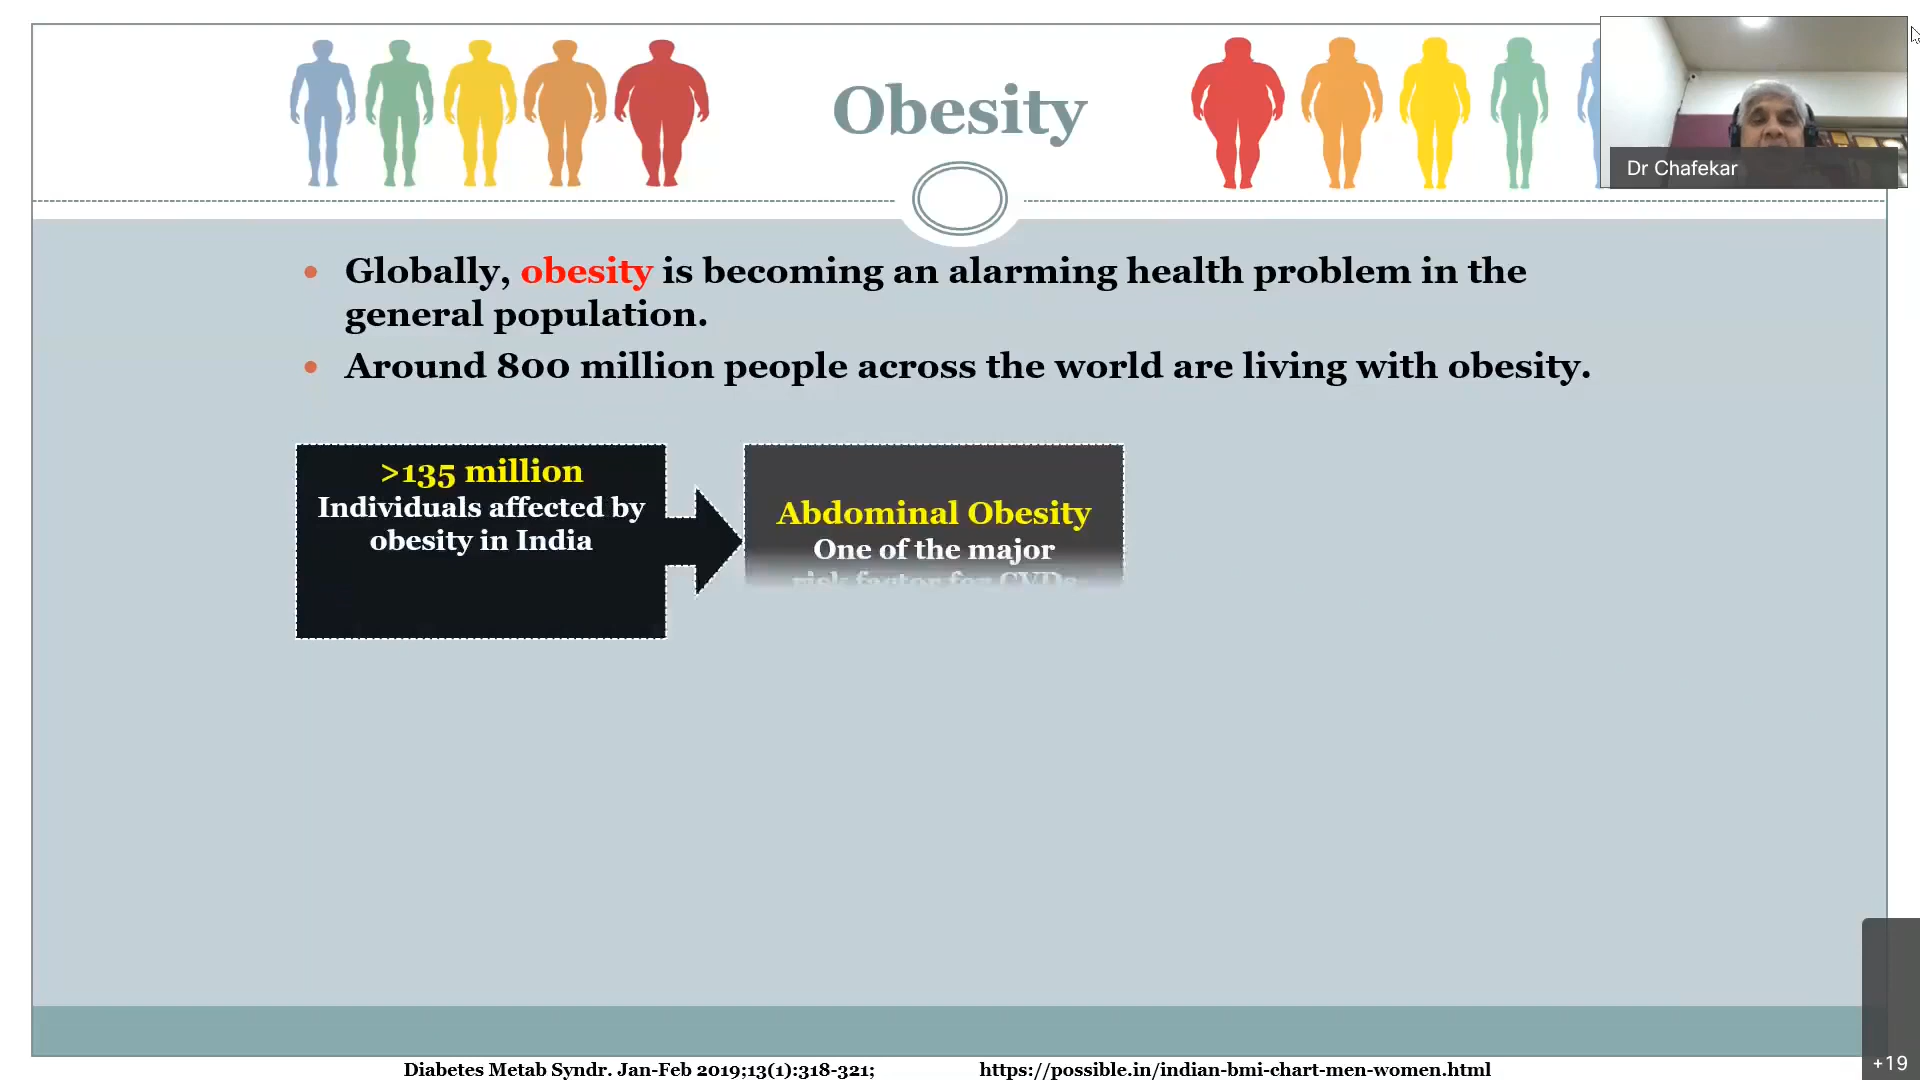 Obesity
Dr Chafekar
Globally, obesity is becoming an alarming health problem in the
general population.
Around 800 million people across the world are living with obesity.
>135 million
Individuals affected by
obesity in India
Abdominal Obesity
One of the major
risk factor for CVDs
Diabetes Metab Syndr. Jan-Feb 2019;13(1):318-321;
https://possible.in/indian-bmi-chart-men-women.html
+19